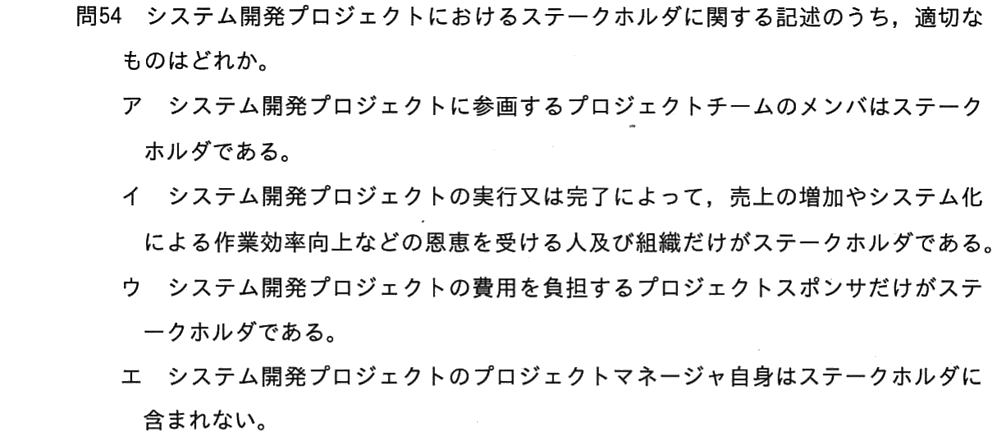 問54 システム開発プロジェクトにおけるステークホルダに関する記述のうち，適切な
ものはどれか。
ア システム開発プロジェクトに参画するプロジェクトチームのメンバはステーク
ホルダである。
イ システム開発プロジェクトの実行又は完了によって，売上の増加やシステム化
による作業効率向上などの恩恵を受ける人及び組織だけがステークホルダである。
ウ システム開発プロジェクトの費用を負担するプロジェクトスポンサだけがステ
ークホルダである。
エ システム開発プロジェクトのプロジェクトマネージャ自身はステークホルダに
含まれない。